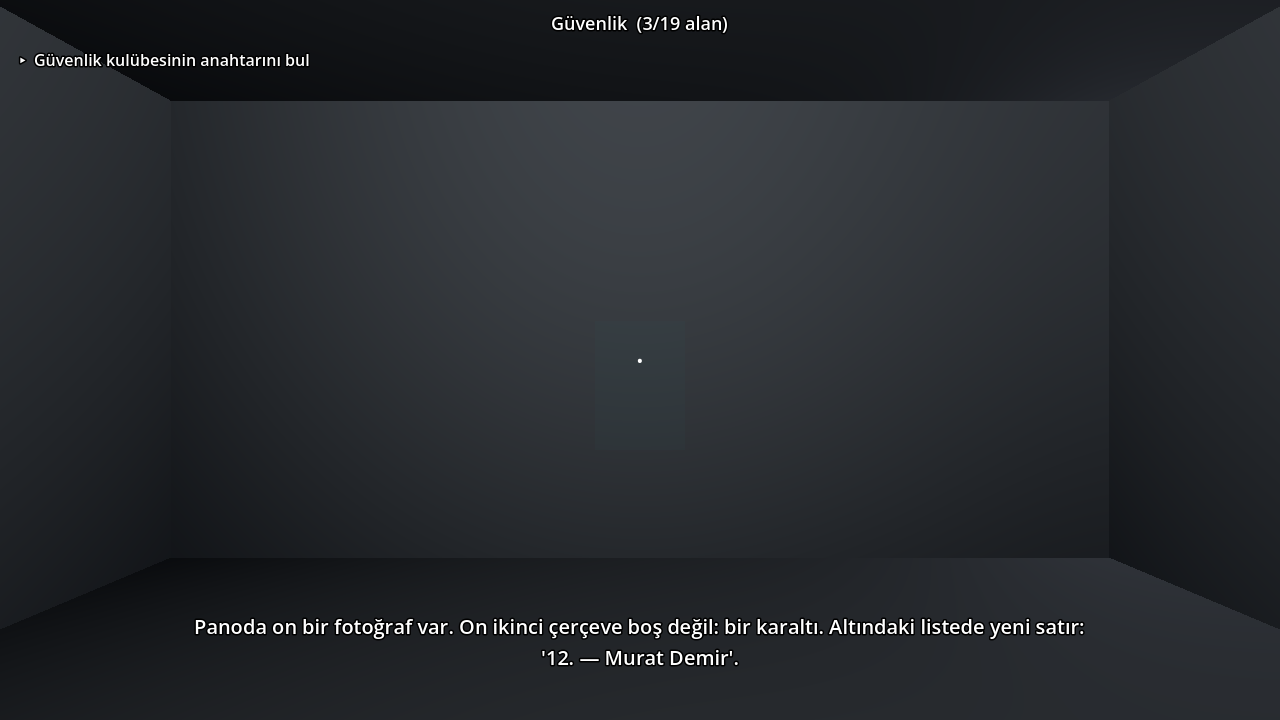 Güvenlik  (3/19 alan)
▸ Güvenlik kulübesinin anahtarını bul
Panoda on bir fotoğraf var. On ikinci çerçeve boş değil: bir karaltı. Altındaki listede yeni satır:
'12. — Murat Demir'.